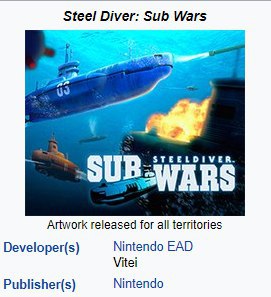 Steel Diver: Sub Wars
03
STEELDIVER
SUB WARS
Artwork released for all territories
Developer(s) Nintendo EAD
Vitei
Publisher(s) Nintendo